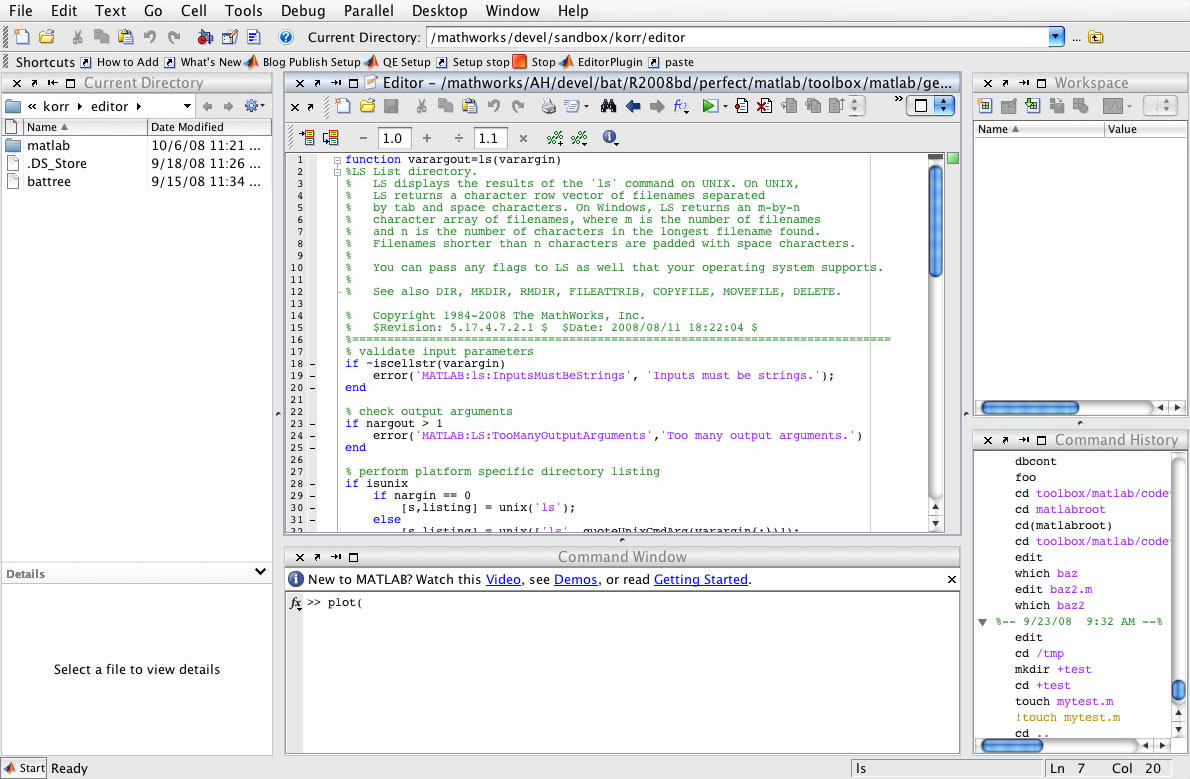 File Edit Text Go Cell Tools Debug Parallel Desktop Window Help
Current Directory: /mathworks/devel/sandbox/korr/editor ...
Shortcuts How to Add What's New Blog Publish Setup QE Setup Setup stop Stop EditorPlugin paste
Current Directory
« korr editor
Name Date Modified
matlab 10/6/08 11:21 ...
.DS_Store 9/18/08 11:26 ...
battree 9/15/08 11:34 ...
Details
Select a file to view details
Editor – /mathworks/AH/devel/bat/R2008bd/perfect/matlab/toolbox/matlab/ge...
− 1.0 + ÷ 1.1 ×
1 function varargout=ls(varargin)
2 %LS List directory.
3 % LS displays the results of the 'ls' command on UNIX. On UNIX,
4 % LS returns a character row vector of filenames separated
5 % by tab and space characters. On Windows, LS returns an m-by-n
6 % character array of filenames, where m is the number of filenames
7 % and n is the number of characters in the longest filename found.
8 % Filenames shorter than n characters are padded with space characters.
9 %
10 % You can pass any flags to LS as well that your operating system supports.
11 %
12 % See also DIR, MKDIR, RMDIR, FILEATTRIB, COPYFILE, MOVEFILE, DELETE.
13
14 % Copyright 1984-2008 The MathWorks, Inc.
15 % $Revision: 5.17.4.7.2.1 $ $Date: 2008/08/11 18:22:04 $
16 %=============================================================================
17 % validate input parameters
18 – if ~iscellstr(varargin)
19 – error('MATLAB:ls:InputsMustBeStrings', 'Inputs must be strings.');
20 – end
21
22 % check output arguments
23 – if nargout > 1
24 – error('MATLAB:LS:TooManyOutputArguments','Too many output arguments.')
25 – end
26
27 % perform platform specific directory listing
28 – if isunix
29 – if nargin == 0
30 – [s,listing] = unix('ls');
31 – else
32 [s,listing] = unix(['ls', quoteUnixCmdArg(varargin{:})]);
Command Window
New to MATLAB? Watch this Video, see Demos, or read Getting Started.
fx >> plot(
Workspace
Name Value
Command History
dbcont
foo
cd toolbox/matlab/code
cd matlabroot
cd(matlabroot)
cd toolbox/matlab/code
edit
which baz
edit baz2.m
which baz2
%-- 9/23/08 9:32 AM --%
edit
cd /tmp
mkdir +test
cd +test
touch mytest.m
!touch mytest.m
cd ..
Start Ready ls Ln 7 Col 20